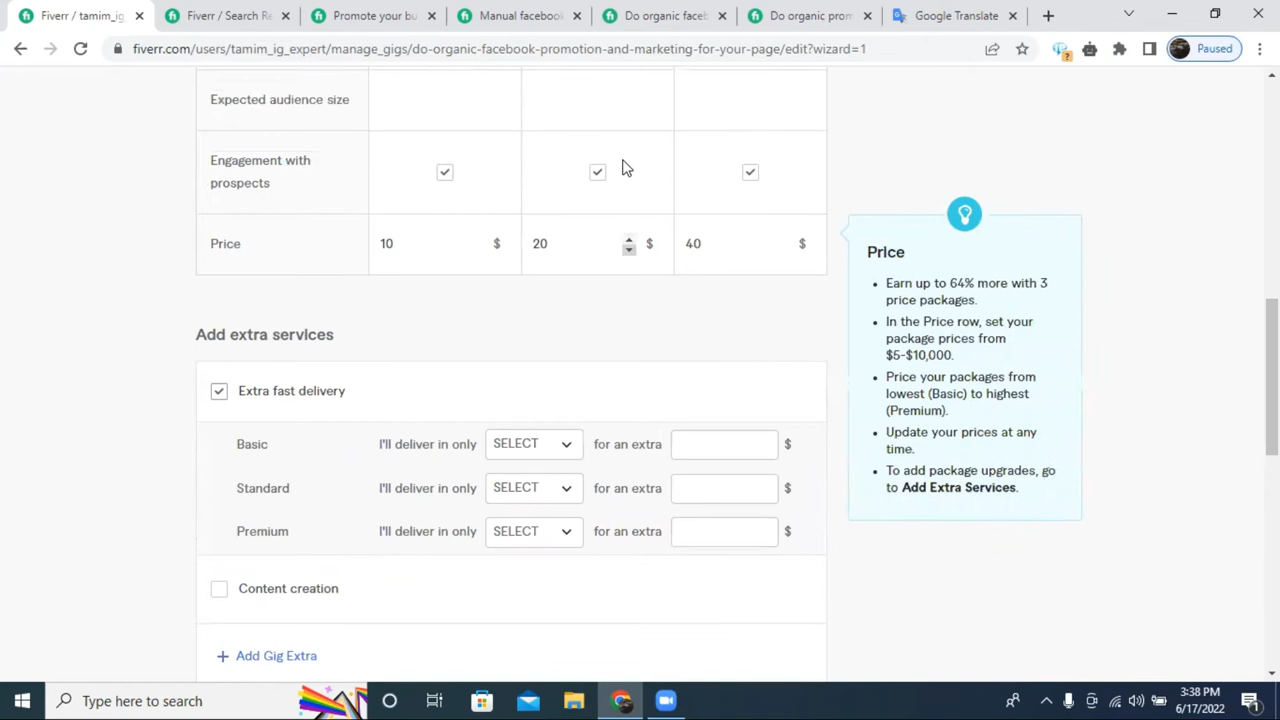 Fiverr / tamim_ig_
Fiverr / Search Re
Promote your bu
Manual facebook
Do organic faceb
Do organic prom
Google Translate
fiverr.com/users/tamim_ig_expert/manage_gigs/do-organic-facebook-promotion-and-marketing-for-your-page/edit?wizard=1
Paused
Expected audience size
Engagement with
prospects
Price
10 $
20 $
40 $
Price
• Earn up to 64% more with 3
price packages.
• In the Price row, set your
package prices from
$5-$10,000.
• Price your packages from
lowest (Basic) to highest
(Premium).
• Update your prices at any
time.
• To add package upgrades, go
to Add Extra Services.
Add extra services
Extra fast delivery
Basic I'll deliver in only SELECT for an extra $
Standard I'll deliver in only SELECT for an extra $
Premium I'll deliver in only SELECT for an extra $
Content creation
+ Add Gig Extra
Type here to search
3:38 PM
6/17/2022
1